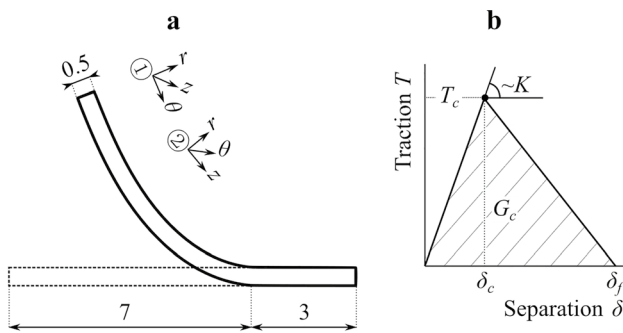 a
b
0.5
1
r
z
θ
2
r
θ
z
7
3
Traction T
T_c
~K
G_c
δ_c
δ_f
Separation δ